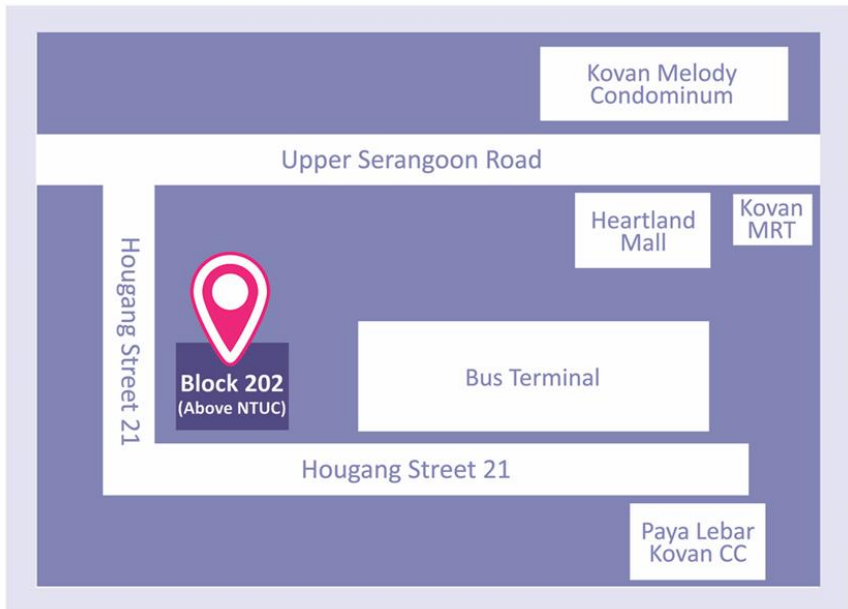 Kovan Melody
Condominum
Upper Serangoon Road
Heartland
Mall
Kovan
MRT
Hougang Street 21
Block 202
(Above NTUC)
Bus Terminal
Hougang Street 21
Paya Lebar
Kovan CC